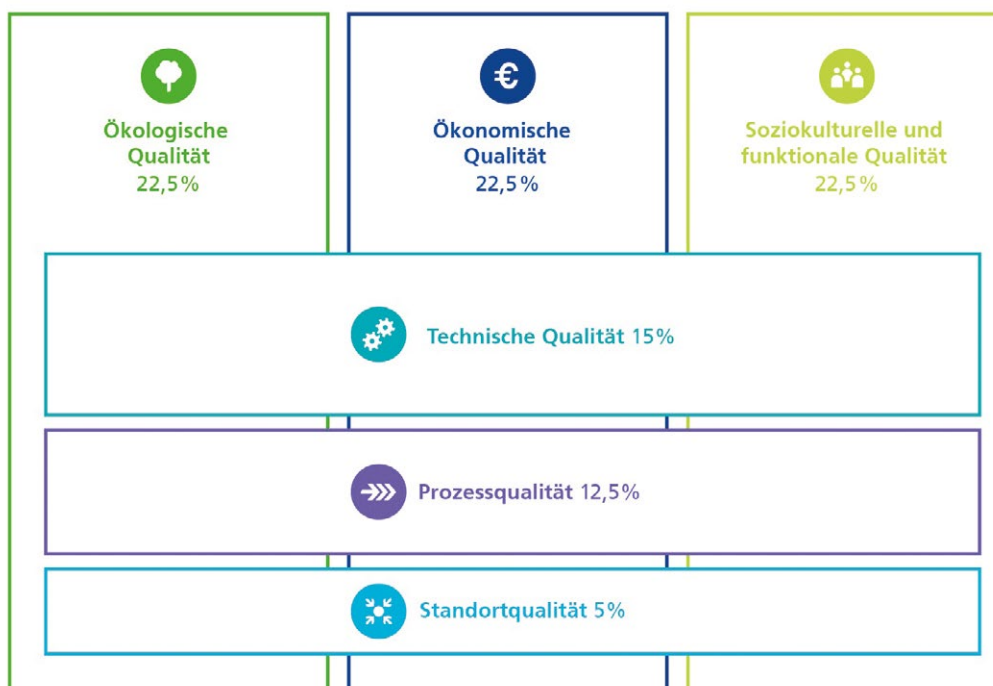 Ökologische
Qualität
22,5%
€
Ökonomische
Qualität
22,5%
Soziokulturelle und
funktionale Qualität
22,5%
Technische Qualität 15%
Prozessqualität 12,5%
Standortqualität 5%